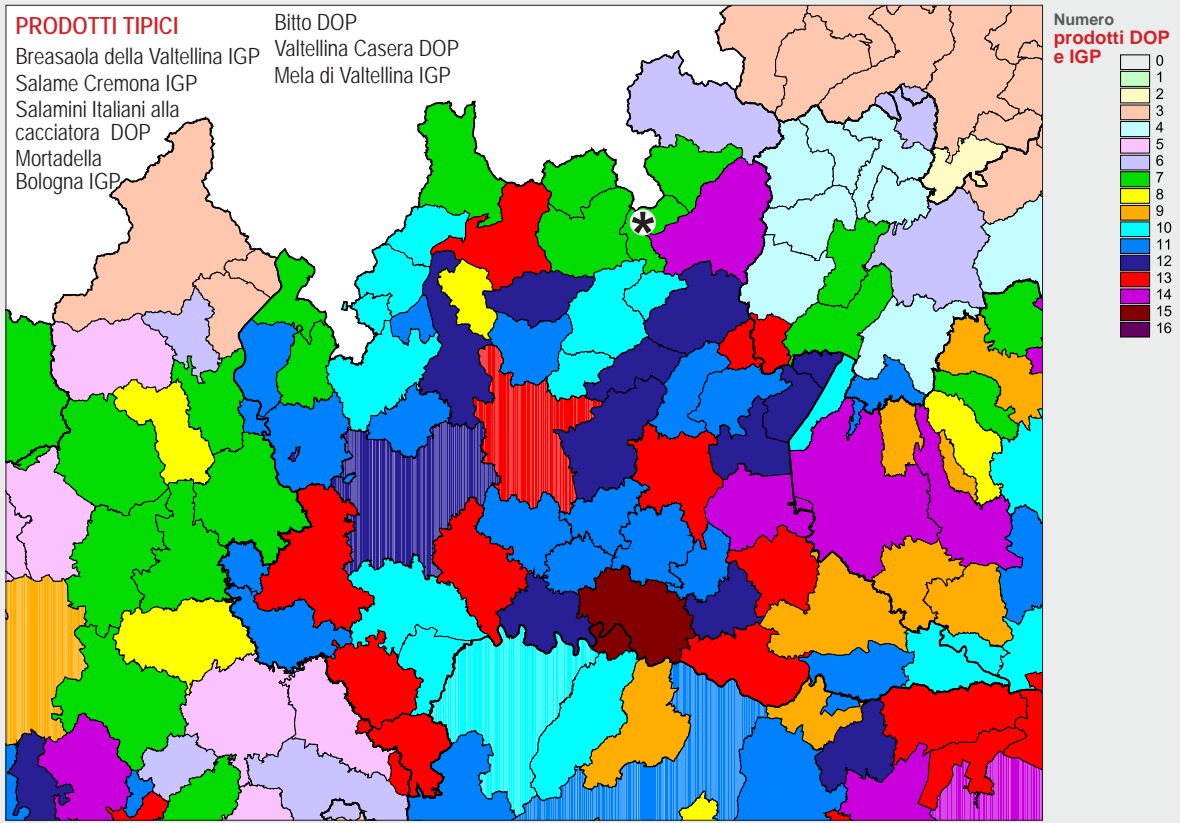 PRODOTTI TIPICI
Breasaola della Valtellina IGP
Salame Cremona IGP
Salamini Italiani alla
cacciatora DOP
Mortadella
Bologna IGP
Bitto DOP
Valtellina Casera DOP
Mela di Valtellina IGP
*
Numero
prodotti DOP
e IGP
0
1
2
3
4
5
6
7
8
9
10
11
12
13
14
15
16